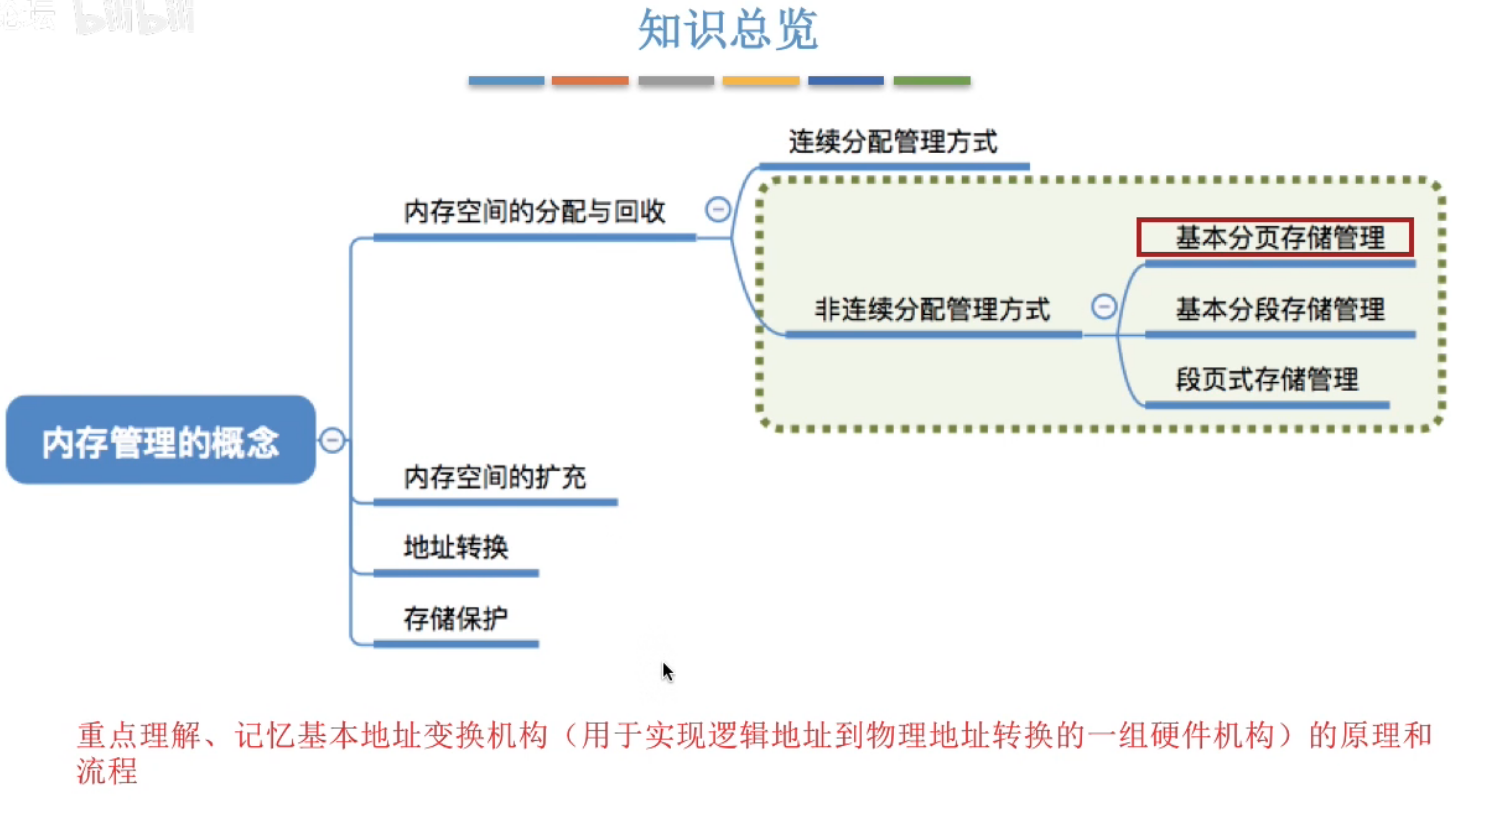 知识总览
连续分配管理方式
内存空间的分配与回收
基本分页存储管理
非连续分配管理方式
基本分段存储管理
段页式存储管理
内存管理的概念
内存空间的扩充
地址转换
存储保护
重点理解、记忆基本地址变换机构（用于实现逻辑地址到物理地址转换的一组硬件机构）的原理和
流程